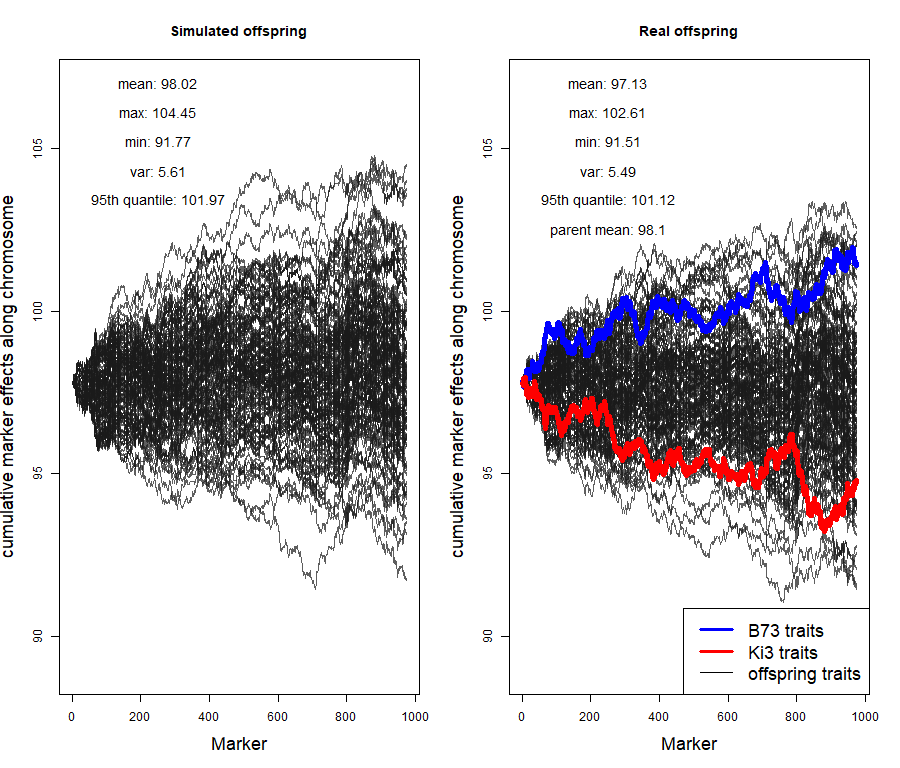 Simulated offspring
mean: 98.02
max: 104.45
min: 91.77
var: 5.61
95th quantile: 101.97
cumulative marker effects along chromosome
90
95
100
105
0
200
400
600
800
1000
Marker
Real offspring
mean: 97.13
max: 102.61
min: 91.51
var: 5.49
95th quantile: 101.12
parent mean: 98.1
cumulative marker effects along chromosome
90
95
100
105
B73 traits
Ki3 traits
offspring traits
0
200
400
600
800
1000
Marker